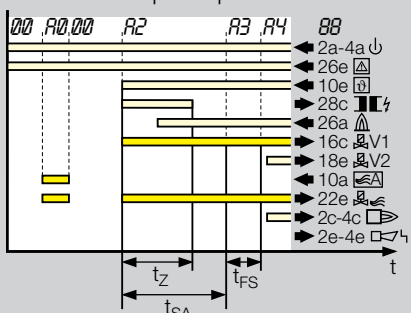 00 A0,00 A2 A3 A4 88
2a-4a
26e
10e ϑ
28c
26a
16c V1
18e V2
10a A
22e
2c-4c
2e-4e
t
tZ tFS
tSA